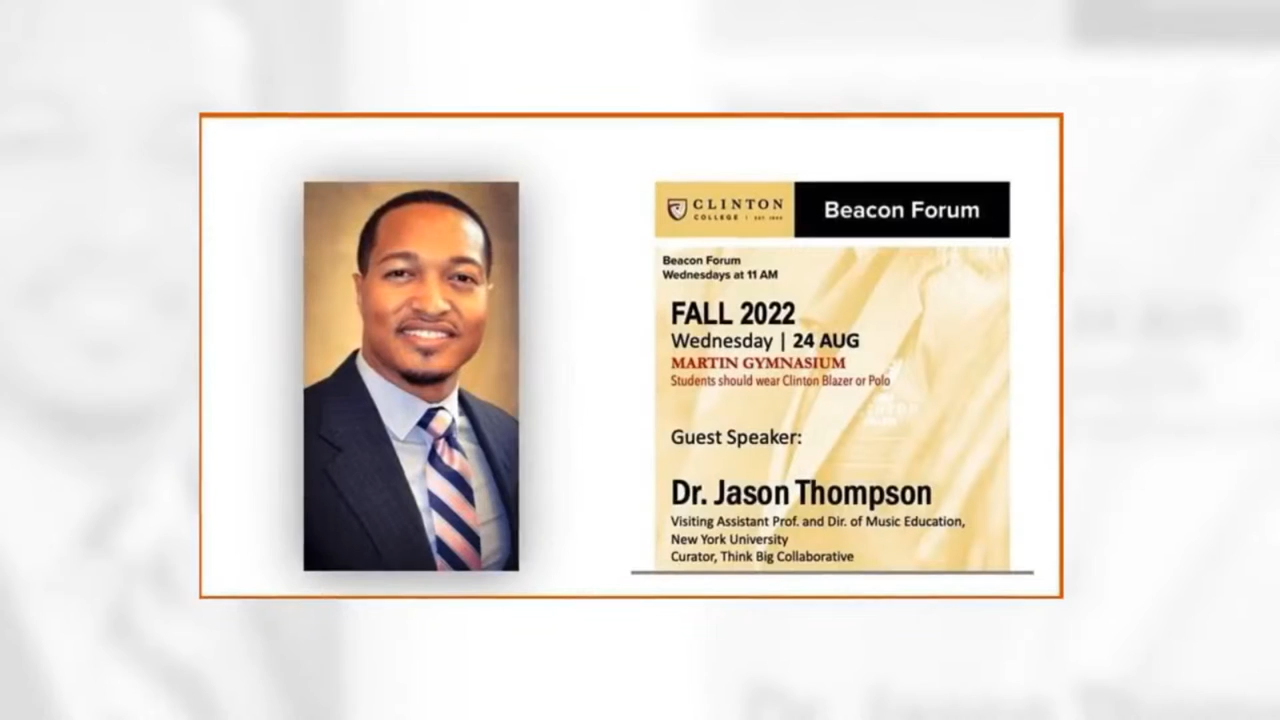 CLINTON
COLLEGE | EST. 1894
Beacon Forum
Beacon Forum
Wednesdays at 11 AM
FALL 2022
Wednesday | 24 AUG
MARTIN GYMNASIUM
Students should wear Clinton Blazer or Polo
Guest Speaker:
Dr. Jason Thompson
Visiting Assistant Prof. and Dir. of Music Education,
New York University
Curator, Think Big Collaborative